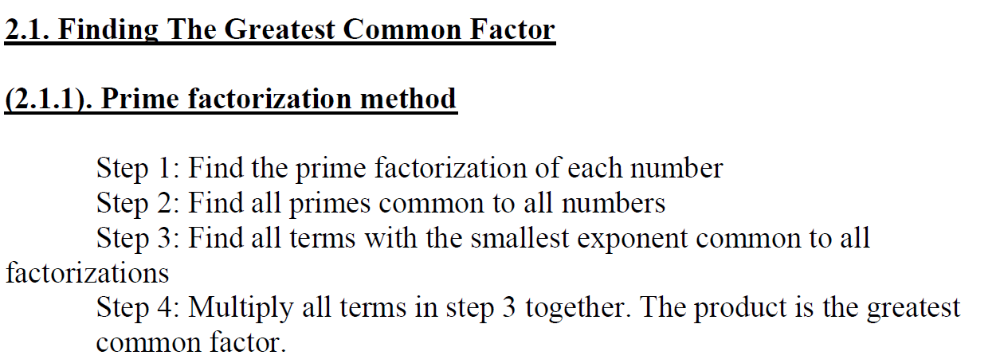 2.1. Finding The Greatest Common Factor
(2.1.1). Prime factorization method
Step 1: Find the prime factorization of each number
Step 2: Find all primes common to all numbers
Step 3: Find all terms with the smallest exponent common to all
factorizations
Step 4: Multiply all terms in step 3 together. The product is the greatest
common factor.